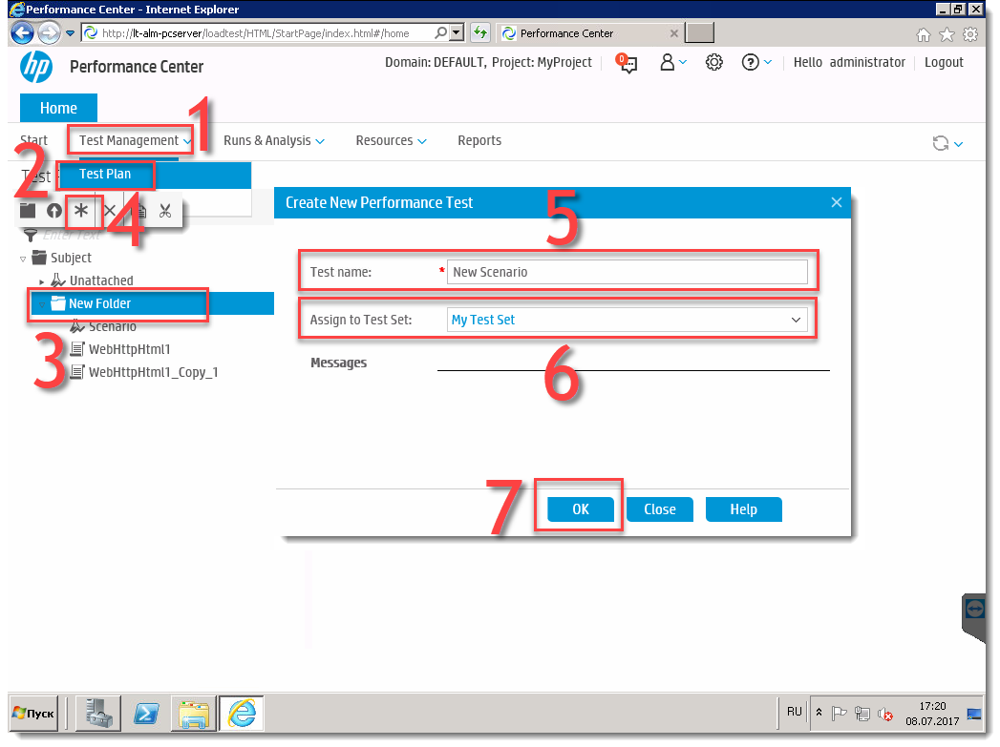 Performance Center - Internet Explorer
http://lt-alm-pcserver/loadtest/HTML/StartPage/index.html#/home
Performance Center
hp
Performance Center
Domain: DEFAULT, Project: MyProject
0
Hello administrator
Logout
Home
1
Start
Test Management
Runs & Analysis
Resources
Reports
2
Test
Test Plan
4
Enter Text
Subject
Unattached
New Folder
Scenario
3
WebHttpHtml1
WebHttpHtml1_Copy_1
Create New Performance Test
5
Test name:
* New Scenario
Assign to Test Set:
My Test Set
6
Messages
7
OK
Close
Help
Пуск
RU
17:20
08.07.2017